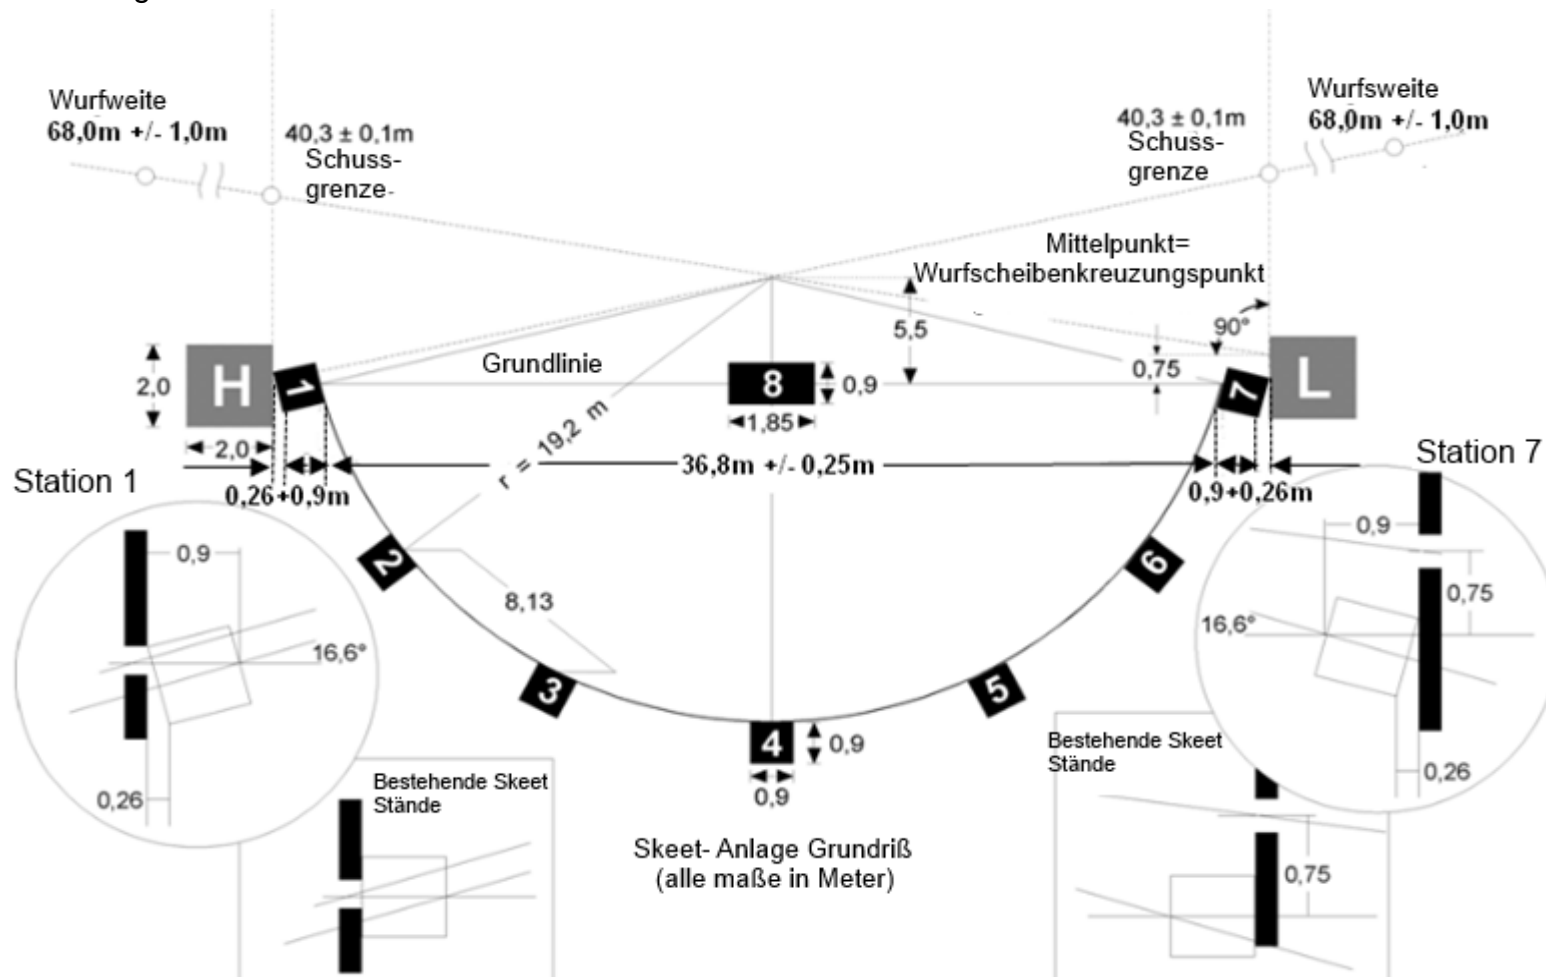 Wurfweite
68,0m +/- 1,0m
40,3 ± 0,1m
Schuss-
grenze-
40,3 ± 0,1m
Schuss-
grenze
Wurfsweite
68,0m +/- 1,0m
Mittelpunkt=
Wurfscheibenkreuzungspunkt
5,5
90°
0,75
Grundlinie
H
1
2,0
2,0
8
0,9
1,85
7
L
r = 19,2 m
36,8m +/- 0,25m
0,26+0,9m
0,9+0,26m
Station 1
Station 7
2
3
4
5
6
8,13
0,9
0,9
0,9
16,6°
0,26
0,9
0,75
16,6°
0,26
Bestehende Skeet
Stände
Bestehende Skeet
Stände
0,75
Skeet- Anlage Grundriß
(alle maße in Meter)